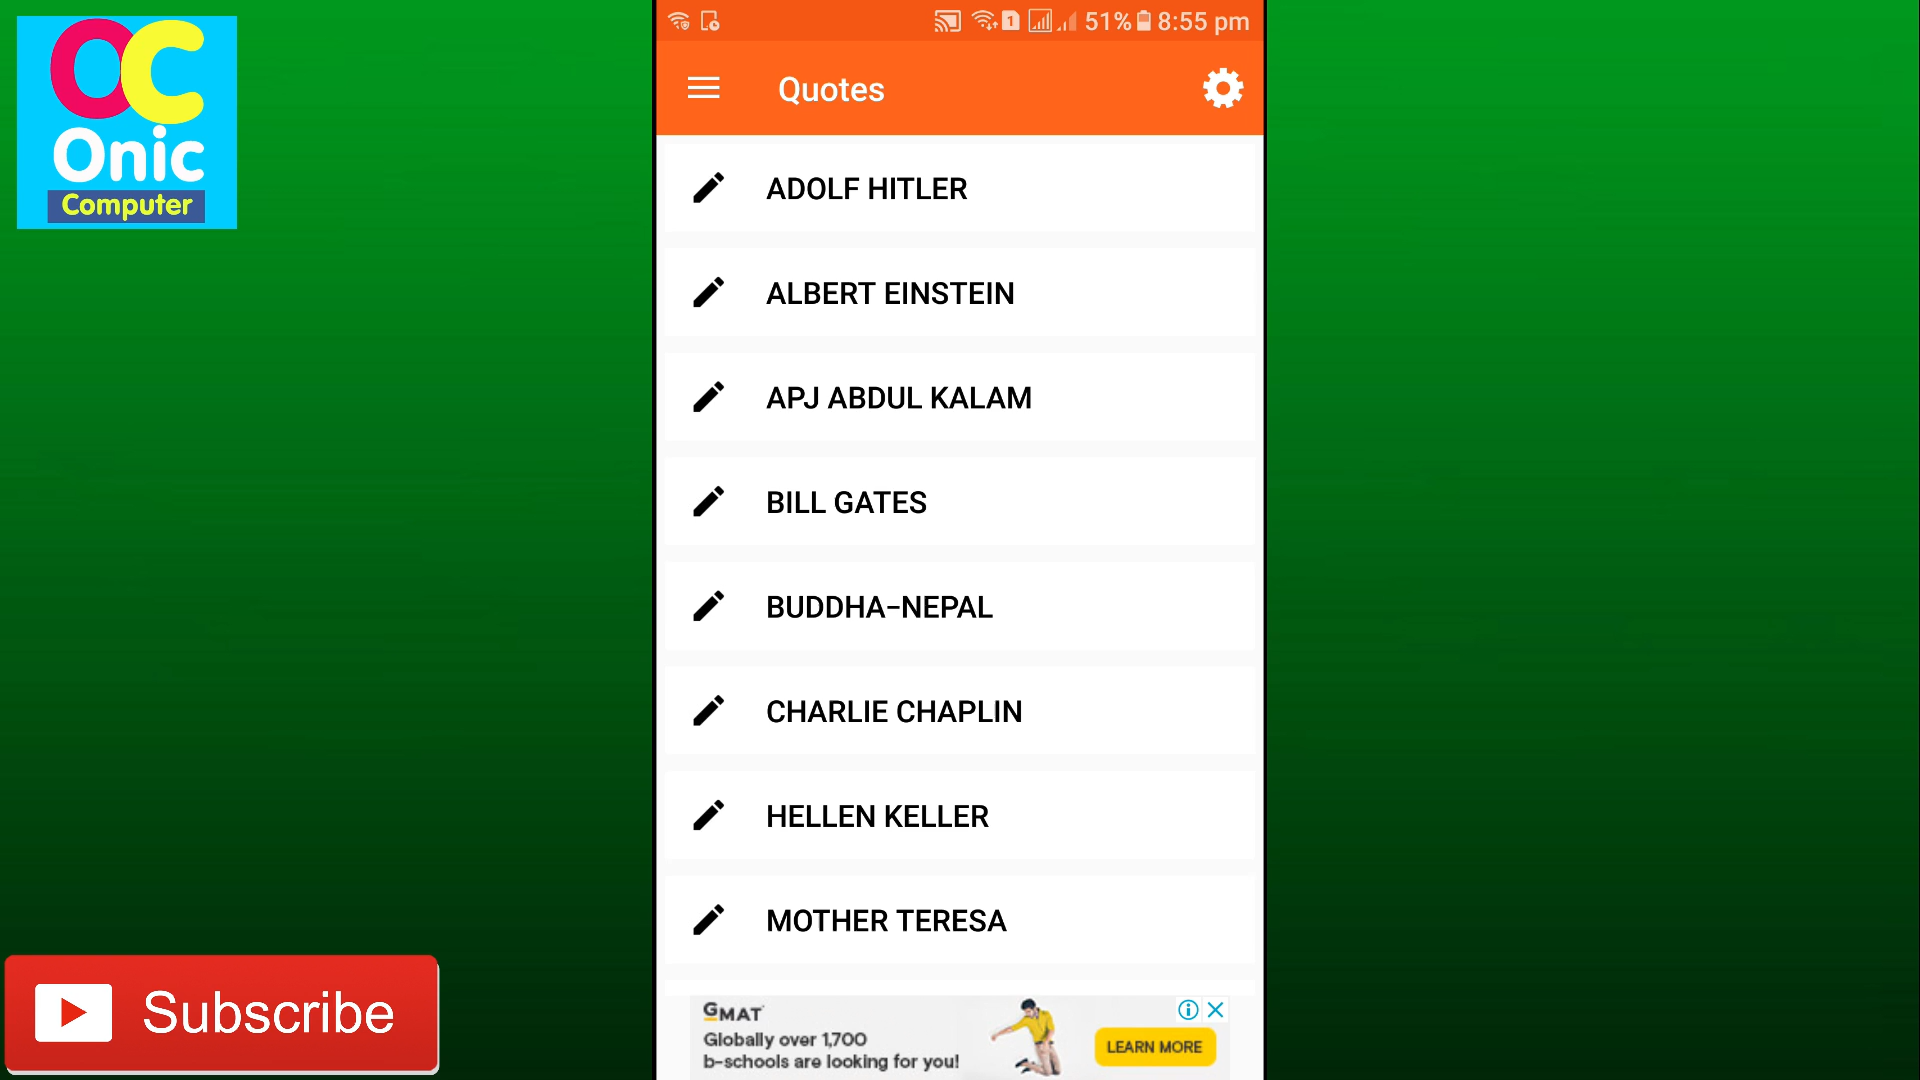 OC
Onic
Computer
1 51% 8:55 pm
Quotes
ADOLF HITLER
ALBERT EINSTEIN
APJ ABDUL KALAM
BILL GATES
BUDDHA-NEPAL
CHARLIE CHAPLIN
HELLEN KELLER
MOTHER TERESA
GMAT
Globally over 1,700
b-schools are looking for you!
LEARN MORE
Subscribe